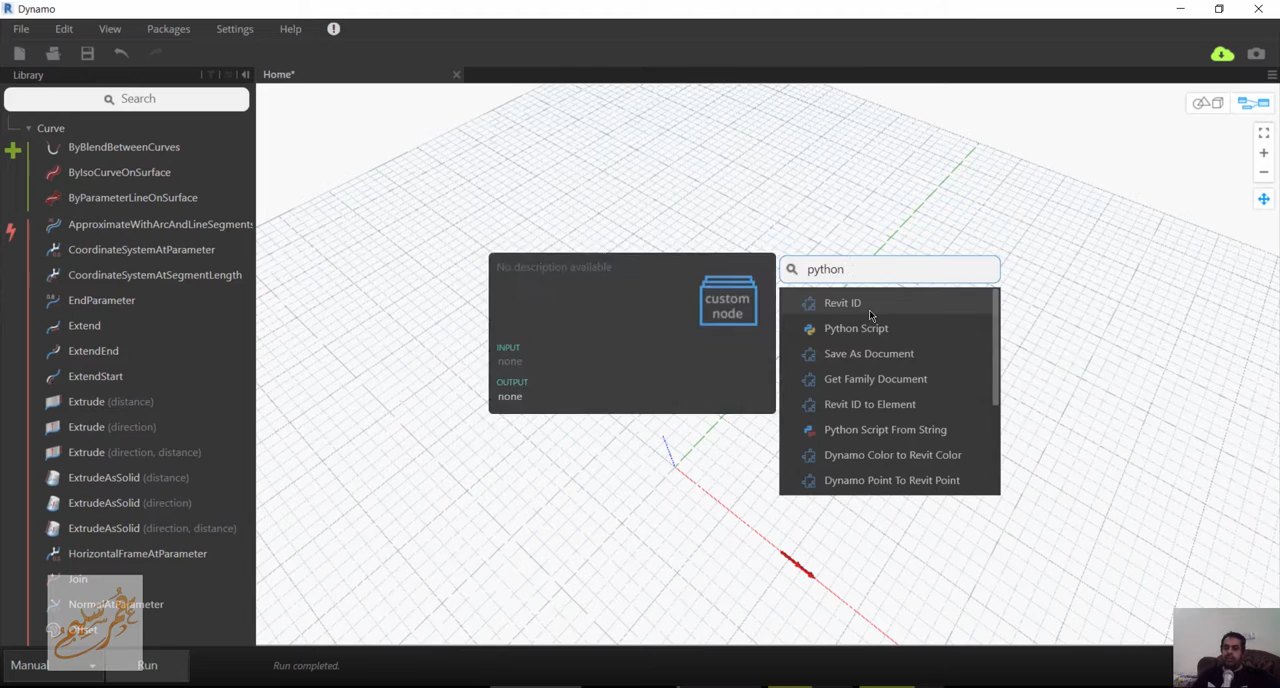 Dynamo
File Edit View Packages Settings Help
Library
Home*
Search
Curve
ByBlendBetweenCurves
ByIsoCurveOnSurface
ByParameterLineOnSurface
ApproximateWithArcAndLineSegments
CoordinateSystemAtParameter
CoordinateSystemAtSegmentLength
EndParameter
Extend
ExtendEnd
ExtendStart
Extrude (distance)
Extrude (direction)
Extrude (direction, distance)
ExtrudeAsSolid (distance)
ExtrudeAsSolid (direction)
ExtrudeAsSolid (direction, distance)
HorizontalFrameAtParameter
Join
NormalAtParameter
Offset
No description available
custom
node
INPUT
none
OUTPUT
none
python
Revit ID
Python Script
Save As Document
Get Family Document
Revit ID to Element
Python Script From String
Dynamo Color to Revit Color
Dynamo Point To Revit Point
Manual
Run
Run completed.